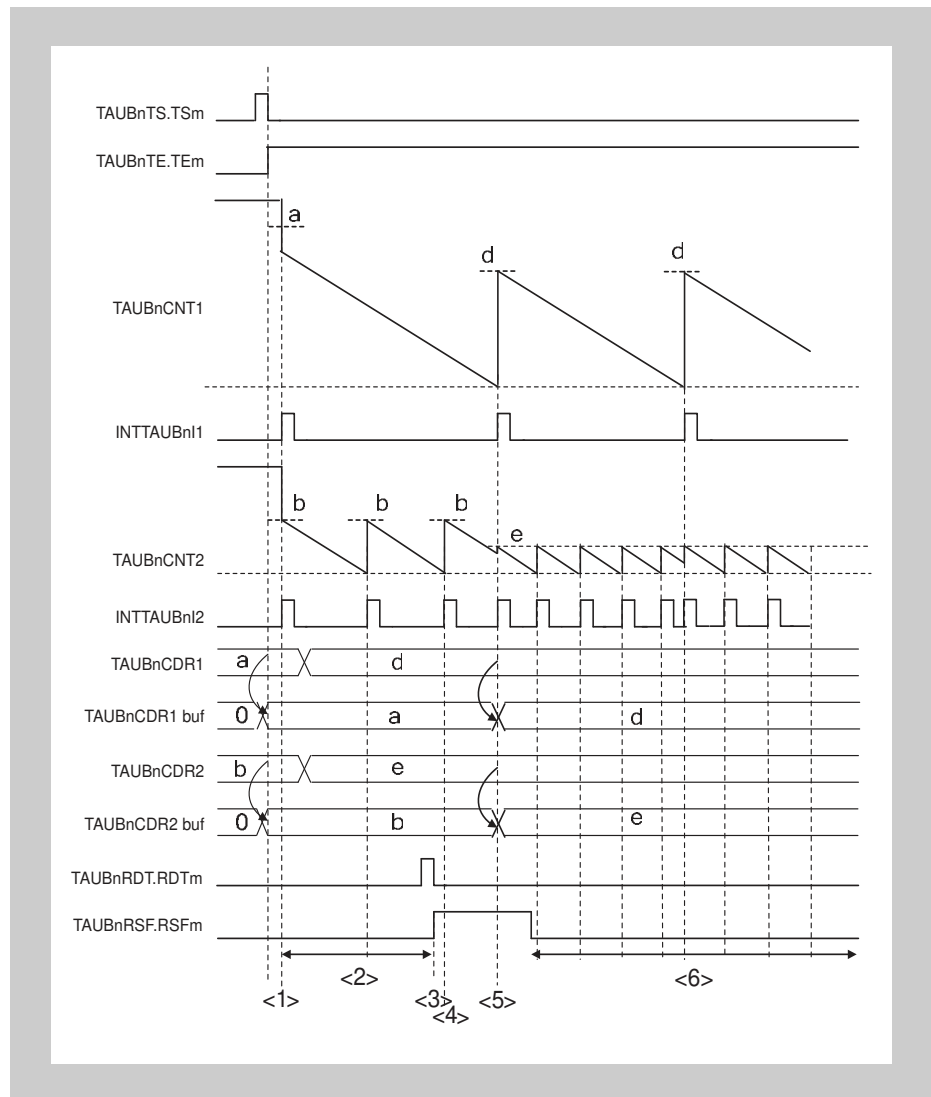 TAUBnTS.TSm
TAUBnTE.TEm
a
d
d
TAUBnCNT1
INTTAUBnI1
b
b
b
e
TAUBnCNT2
INTTAUBnI2
TAUBnCDR1
a
d
TAUBnCDR1 buf
0
a
d
TAUBnCDR2
b
e
TAUBnCDR2 buf
0
b
e
TAUBnRDT.RDTm
TAUBnRSF.RSFm
<2>
<6>
<1>
<3>
<5>
<4>